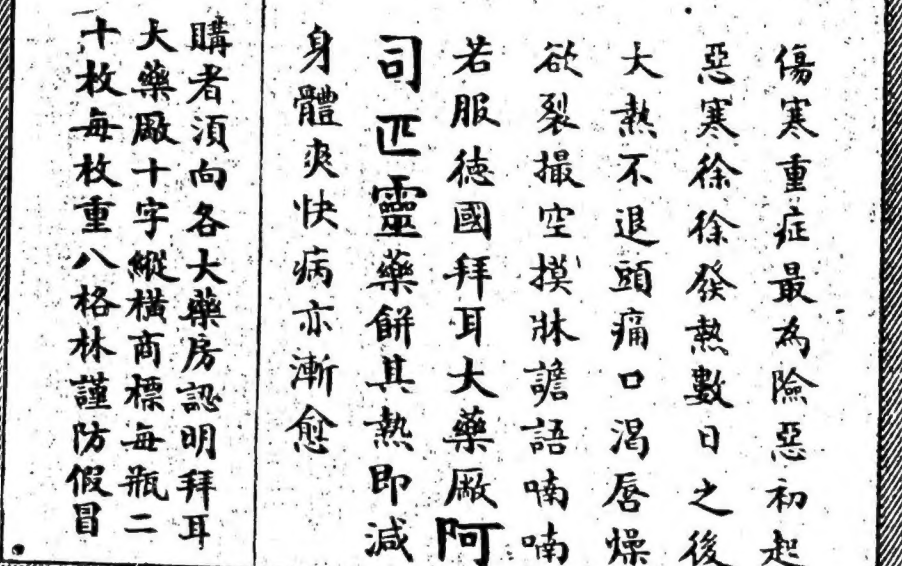 傷寒重症最為險惡初起
惡寒徐徐發熱數日之後
大熱不退頭痛口渴唇燥
欲裂撮空摸牀譫語喃喃
若服德國拜耳大藥厰阿
司匹靈藥餅其熱即減
身體爽快病亦漸愈
購者須向各大藥房認明拜耳
大藥厰十字縱橫商標每瓶二
十枚每枚重八格林謹防假冒